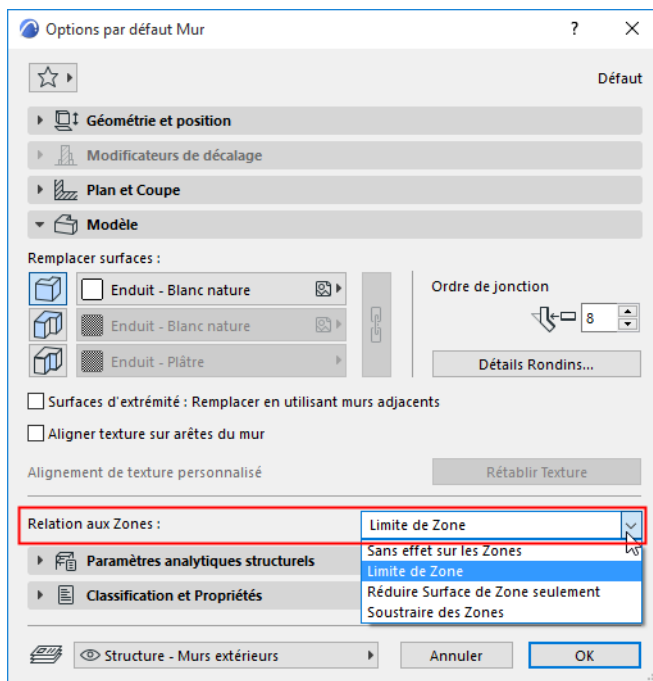 Options par défaut Mur ? ×
Défaut
Géométrie et position
Modificateurs de décalage
Plan et Coupe
Modèle
Remplacer surfaces :
Enduit - Blanc nature
Ordre de jonction
Enduit - Blanc nature
8
Enduit - Plâtre
Détails Rondins...
Surfaces d'extrémité : Remplacer en utilisant murs adjacents
Aligner texture sur arêtes du mur
Alignement de texture personnalisé
Rétablir Texture
Relation aux Zones :
Limite de Zone
Sans effet sur les Zones
Paramètres analytiques structurels
Limite de Zone
Réduire Surface de Zone seulement
Classification et Propriétés
Soustraire des Zones
Structure - Murs extérieurs
Annuler
OK